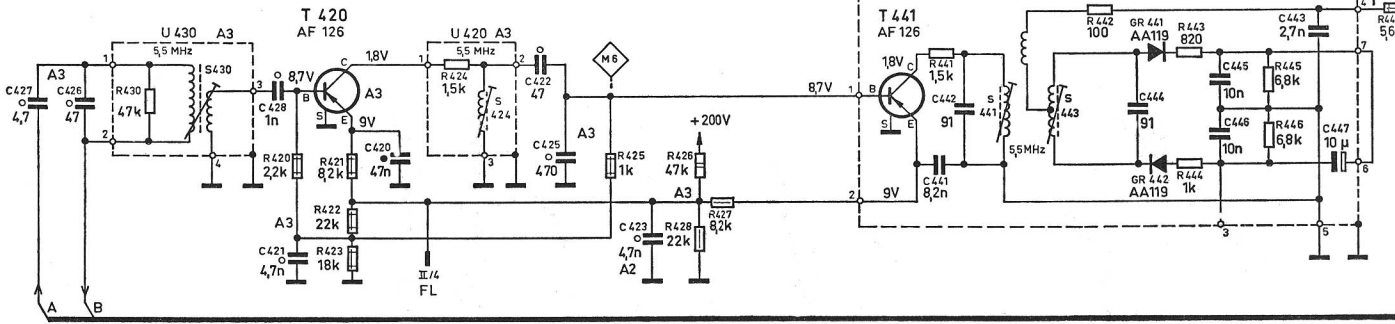 T 420
AF 126
U 430 A3
5,5 MHz
1
2
3
4
A3
C427
4,7
C426
47
R430
47k
S430
C428
1n
8,7V
B
C
S
E
A3
1,8V
9V
R420
2,2k
R421
8,2k
C420
47n
A3
R422
22k
C421
4,7n
R423
18k
II/4
FL
U 420 A3
5,5 MHz
1
2
3
R424
1,5k
S
424
C422
47
C425
470
A3
M6
R425
1k
+200V
R426
47k
A3
R427
8,2k
R428
22k
C423
4,7n
A2
8,7V
9V
T 441
AF 126
1,8V
1
2
B
C
S
E
R441
1,5k
C442
91
C441
8,2n
S
441
5,5MHz
S
443
R442
100
C444
91
GR 441
AA119
GR 442
AA119
R443
820
R444
1k
C443
2,7n
C445
10n
C446
10n
R445
6,8k
R446
6,8k
C447
10 µ
4
7
6
3
5
A
B